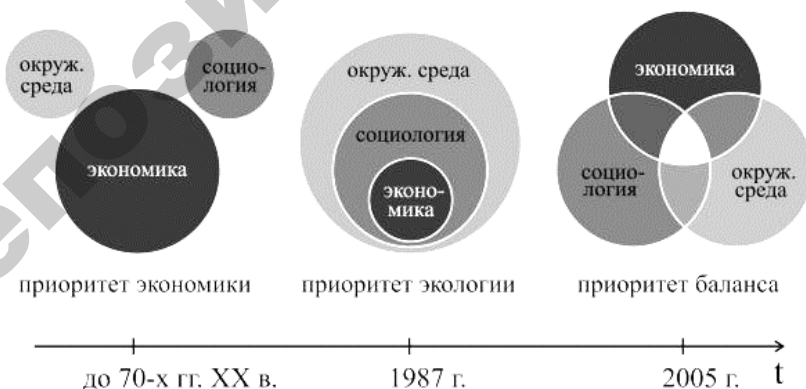 окруж.
среда
социо-
логия
экономика
окруж. среда
социология
эконо-
мика
экономика
социо-
логия
окруж.
среда
приоритет экономики
приоритет экологии
приоритет баланса
до 70-х гг. XX в.
1987 г.
2005 г.
t